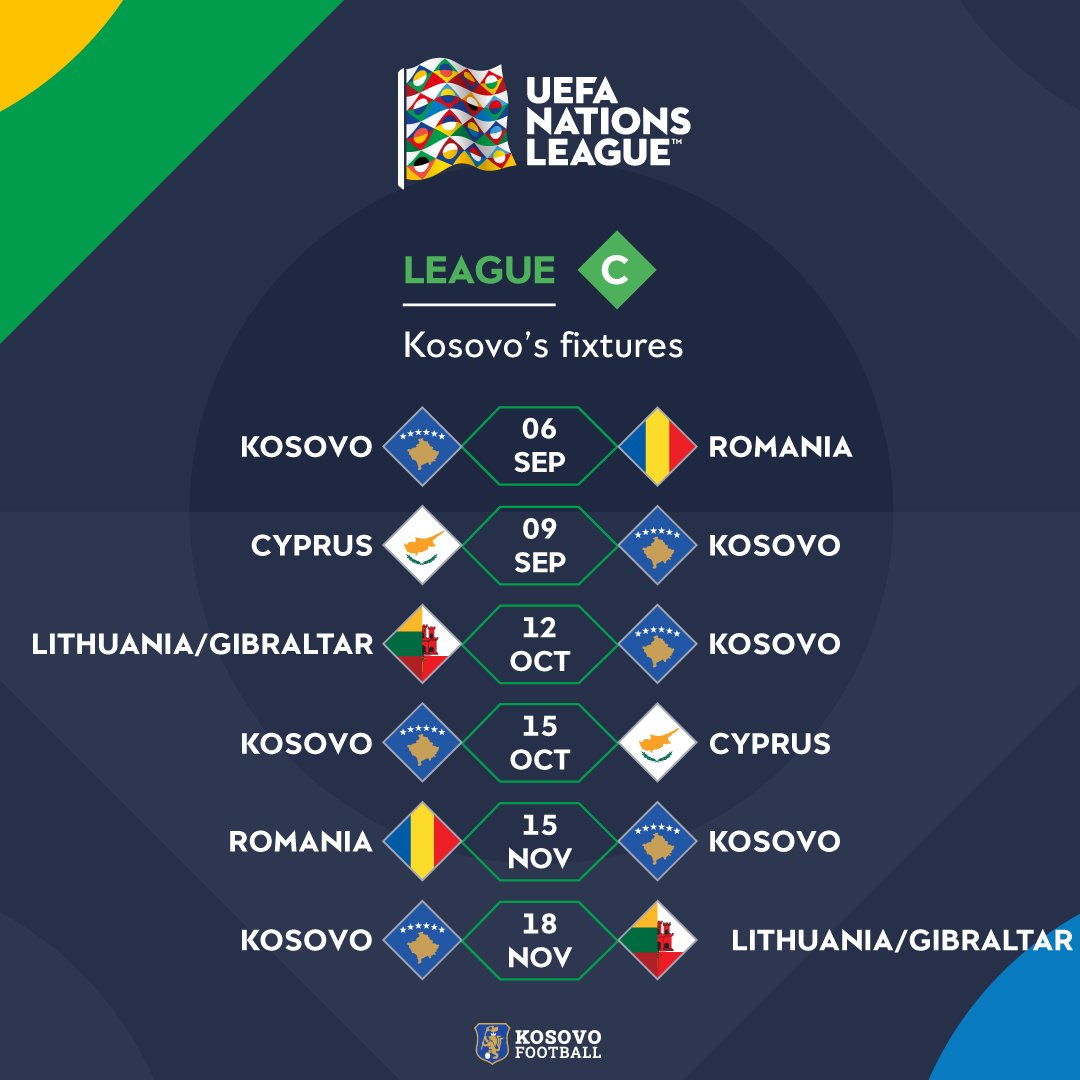 UEFA
NATIONS
LEAGUE™
LEAGUE C
Kosovo's fixtures
KOSOVO 06 SEP ROMANIA
CYPRUS 09 SEP KOSOVO
LITHUANIA/GIBRALTAR 12 OCT KOSOVO
KOSOVO 15 OCT CYPRUS
ROMANIA 15 NOV KOSOVO
KOSOVO 18 NOV LITHUANIA/GIBRALTAR
KOSOVO
FOOTBALL